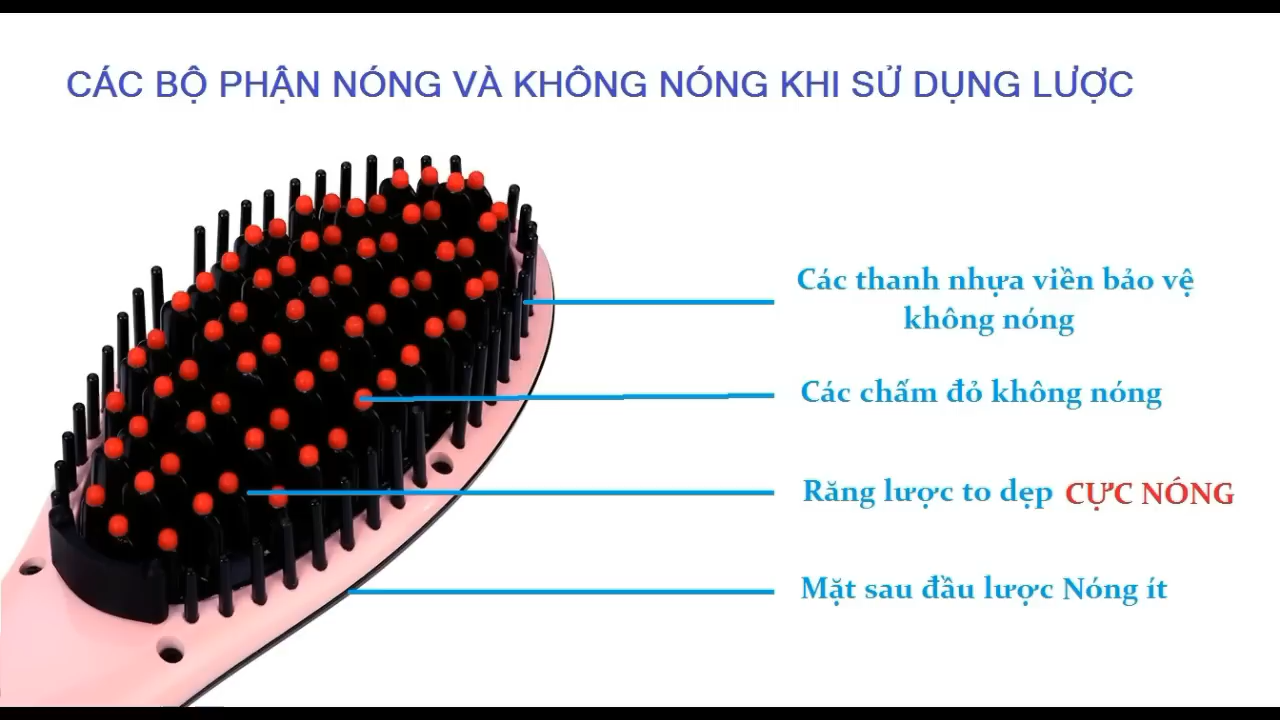 CÁC BỘ PHẬN NÓNG VÀ KHÔNG NÓNG KHI SỬ DỤNG LƯỢC
Các thanh nhựa viền bảo vệ
không nóng
Các chấm đỏ không nóng
Răng lược to dẹp CỰC NÓNG
Mặt sau đầu lược Nóng ít